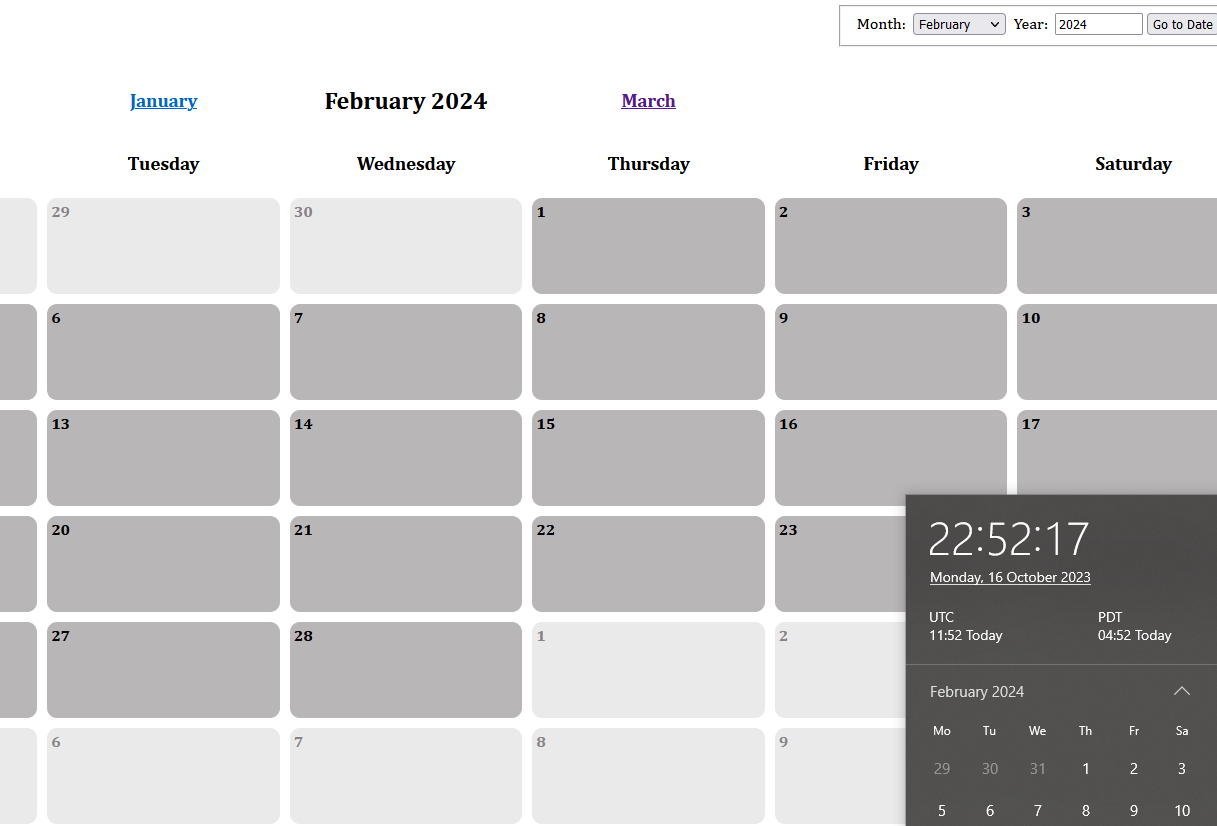 Month: February Year: 2024 Go to Date
January February 2024 March
Tuesday Wednesday Thursday Friday Saturday
29 30 1 2 3
6 7 8 9 10
13 14 15 16 17
20 21 22 23
27 28 1 2
6 7 8 9
22:52:17
Monday, 16 October 2023
UTC PDT
11:52 Today 04:52 Today
February 2024
Mo Tu We Th Fr Sa
29 30 31 1 2 3
5 6 7 8 9 10